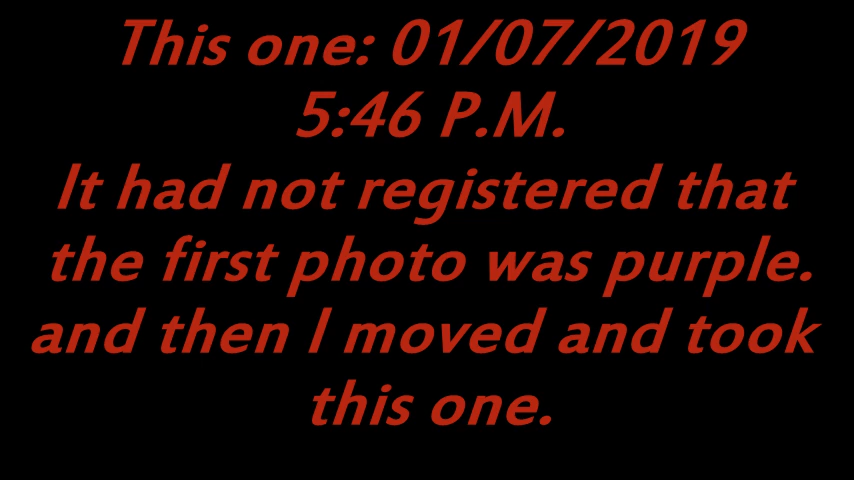 This one: 01/07/2019
5:46 P.M.
It had not registered that
the first photo was purple.
and then I moved and took
this one.